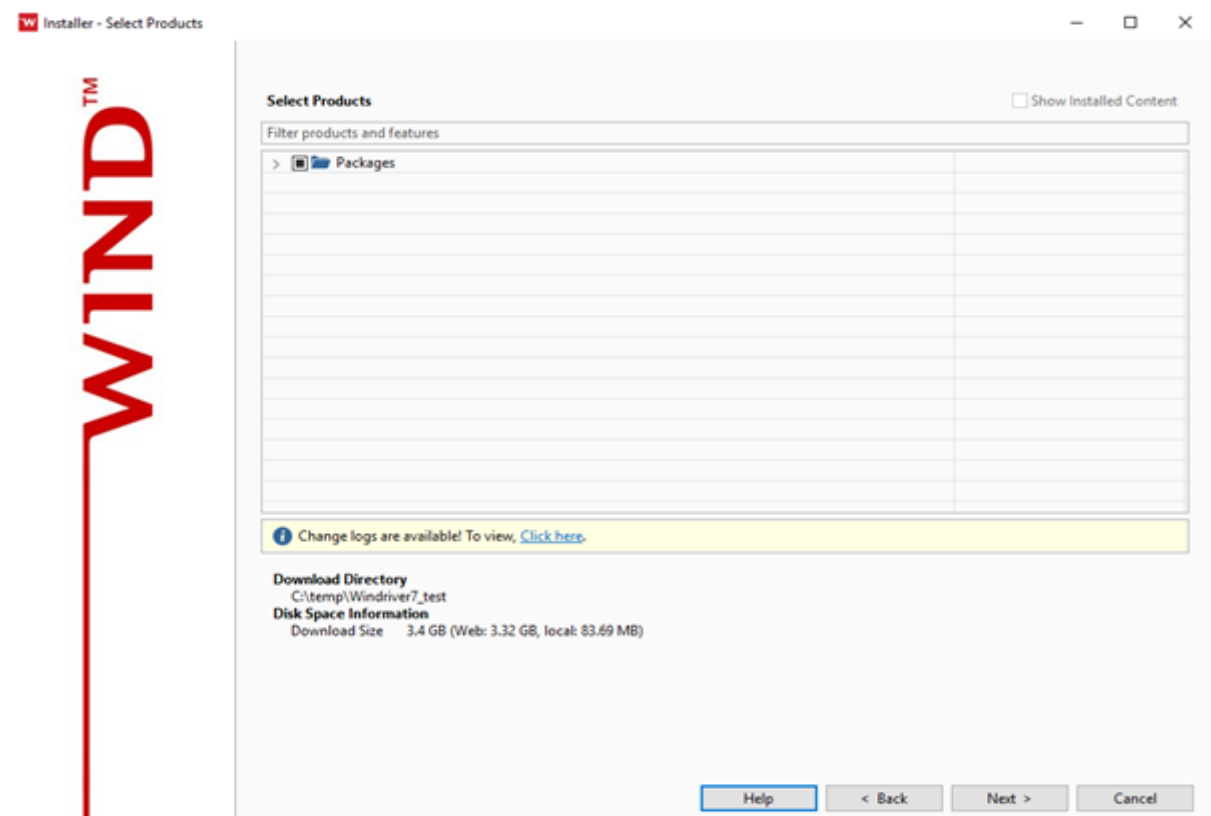 Installer - Select Products
WIND™
Select Products
Show Installed Content
Filter products and features
Packages
Change logs are available! To view, Click here.
Download Directory
C:\temp\Windriver7_test
Disk Space Information
Download Size 3.4 GB (Web: 3.32 GB, local: 83.69 MB)
Help
< Back
Next >
Cancel